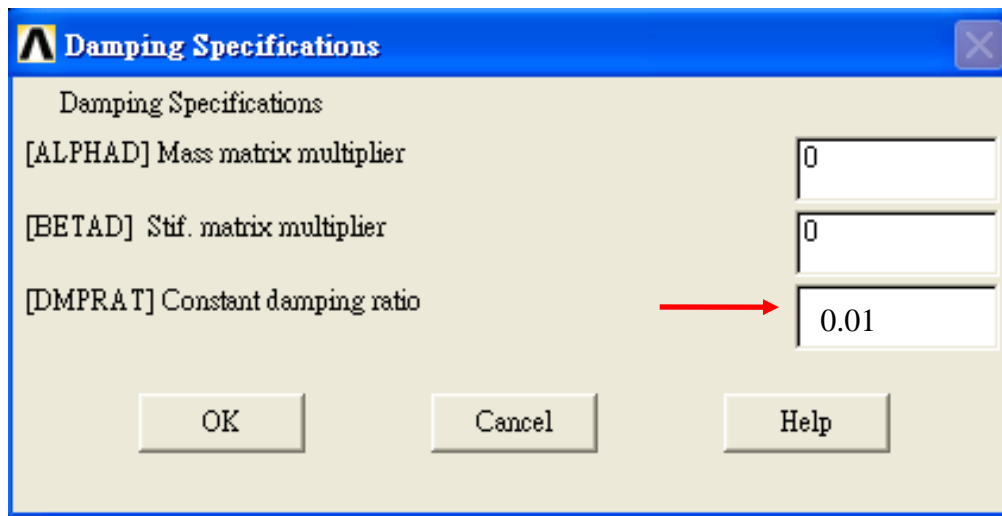 Damping Specifications
Damping Specifications
[ALPHAD] Mass matrix multiplier 0
[BETAD] Stif. matrix multiplier 0
[DMPRAT] Constant damping ratio 0.01
OK Cancel Help